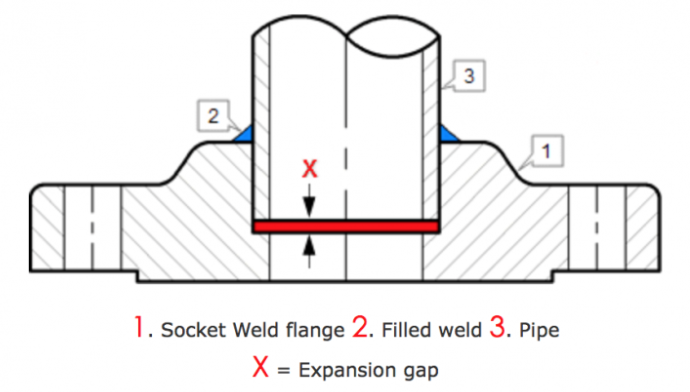 3
2
1
X
1. Socket Weld flange 2. Filled weld 3. Pipe
X = Expansion gap